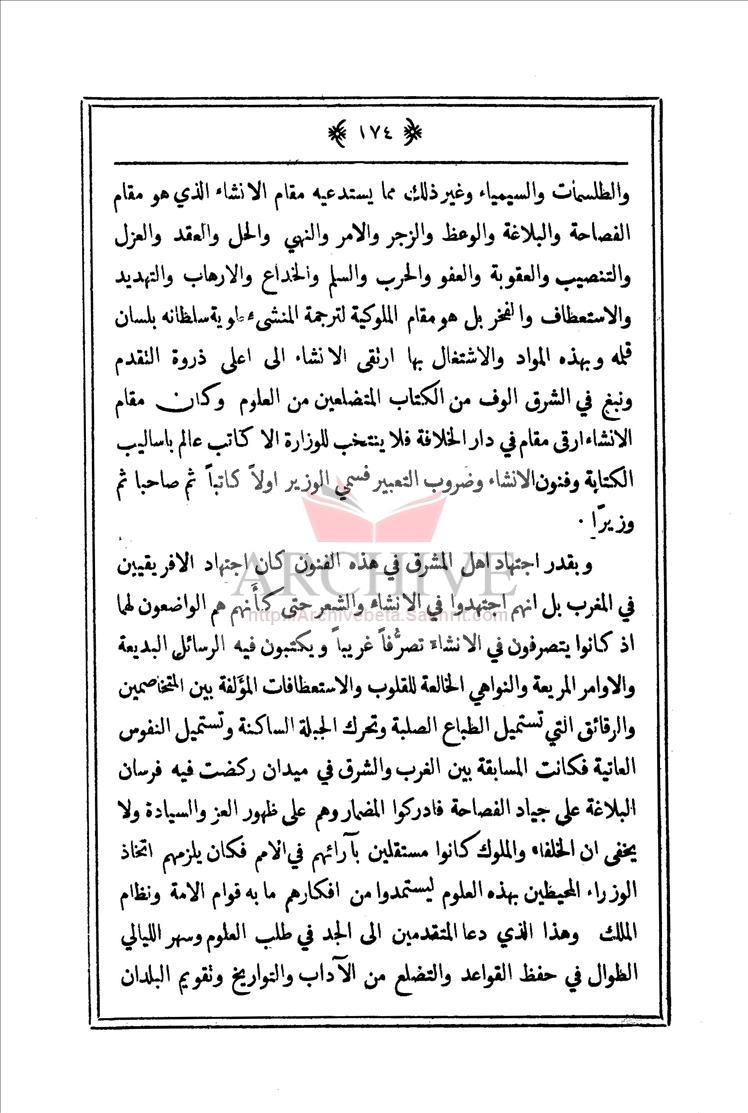 ١٧٤
والطلسمات والسيمياء وغير ذلك مما يستدعيه مقام الانشاء الذي هو مقام
الفصاحة والبلاغة والوعظ والزجر والامر والنهي والحل والعقد والعزل
والتنصيب والعقوبة والعفو والحرب والسلم والخداع والارهاب والتهديد
والاستعطاف والفخر بل هو مقام الملوكية لترجمة المنشىء طوية سلطانه بلسان
قلمه وبهذه المواد والاشتغال بها ارتقى الانشاء الى اعلى ذروة التقدم
ونبغ في الشرق الوف من الكتاب المتضلعين من العلوم وكان مقام
الانشاء ارقى مقام في دار الخلافة فلا ينتخب للوزارة الا كاتب عالم باساليب
الكتابة وفنون الانشاء وضروب التعبير فسمي الوزير اولاً كاتباً ثم صاحبا ثم
وزيرًا ٠
وبقدر اجتهاد اهل المشرق في هذه الفنون كان اجتهاد الافريقيين
في المغرب بل انهم اجتهدوا في الانشاء والشعر حتى كأنهم هم الواضعون لهما
اذ كانوا يتصرفون في الانشاء تصرُّفاً غريباً ويكتبون فيه الرسائل البديعة
والاوامر المريعة والنواهي الخالعة للقلوب والاستعطافات المؤلفة بين المتخاصمين
والرقائق التي تستميل الطباع الصلبة وتحرك الجبلة الساكنة وتستميل النفوس
العاتية فكانت المسابقة بين الغرب والشرق في ميدان ركضت فيه فرسان
البلاغة على جياد الفصاحة فادركوا المضمار وهم على ظهور العز والسيادة ولا
يخفى ان الخلفاء والملوك كانوا مستقلين بآرائهم في الامم فكان يلزمهم اتخاذ
الوزراء المحيطين بهذه العلوم ليستمدوا من افكارهم ما به قوام الامة ونظام
الملك وهذا الذي دعا المتقدمين الى الجد في طلب العلوم وسهر الليالي
الطوال في حفظ القواعد والتضلع من الآداب والتواريخ وتقويم البلدان
ARCHIVE
http://Archivebeta.Sakhrit.com